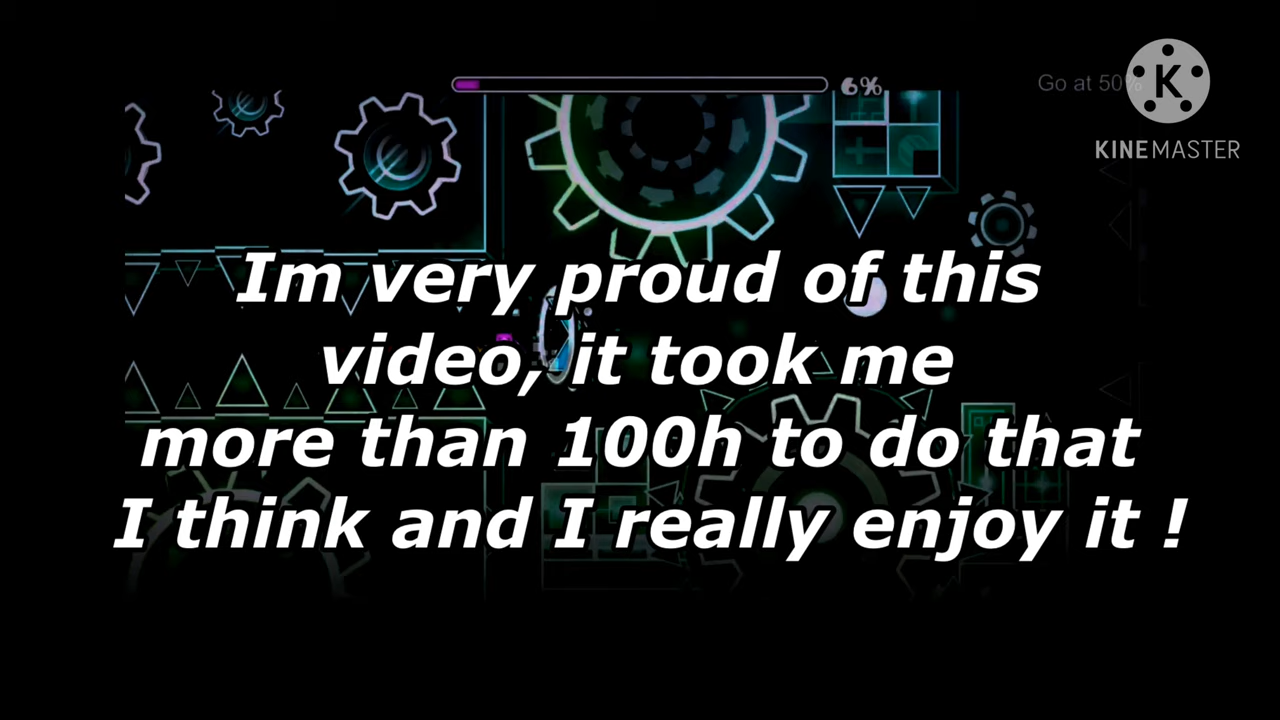 6%
Go at 50%
KINEMASTER
Im very proud of this
video, it took me
more than 100h to do that
I think and I really enjoy it !